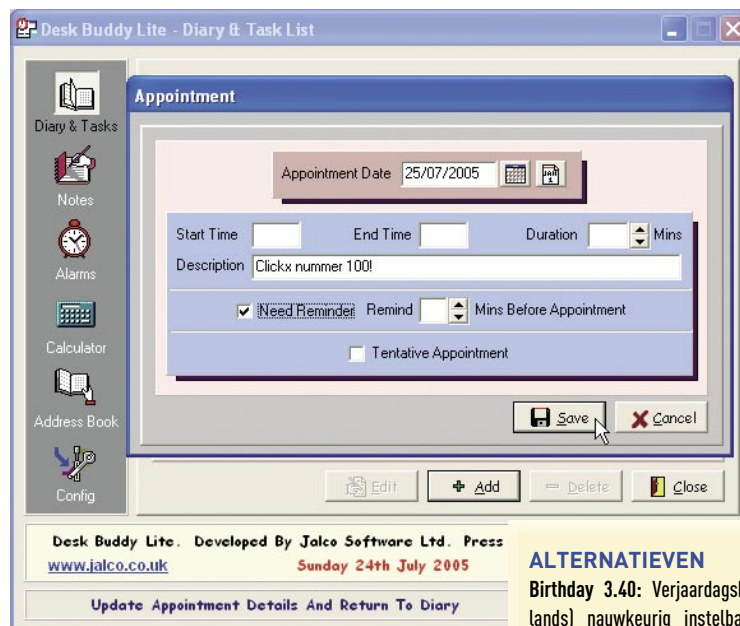 Desk Buddy Lite - Diary & Task List
Diary & Tasks
Notes
Alarms
Calculator
Address Book
Config
Appointment
Appointment Date 25/07/2005
JAN 1
Start Time End Time Duration Mins
Description Clickx nummer 100!
Need Reminder Remind Mins Before Appointment
Tentative Appointment
Save Cancel
Edit Add Delete Close
Desk Buddy Lite. Developed By Jalco Software Ltd. Press
www.jalco.co.uk Sunday 24th July 2005
Update Appointment Details And Return To Diary
ALTERNATIEVEN
Birthday 3.40: Verjaardags
lands) nauwkeurig instelba